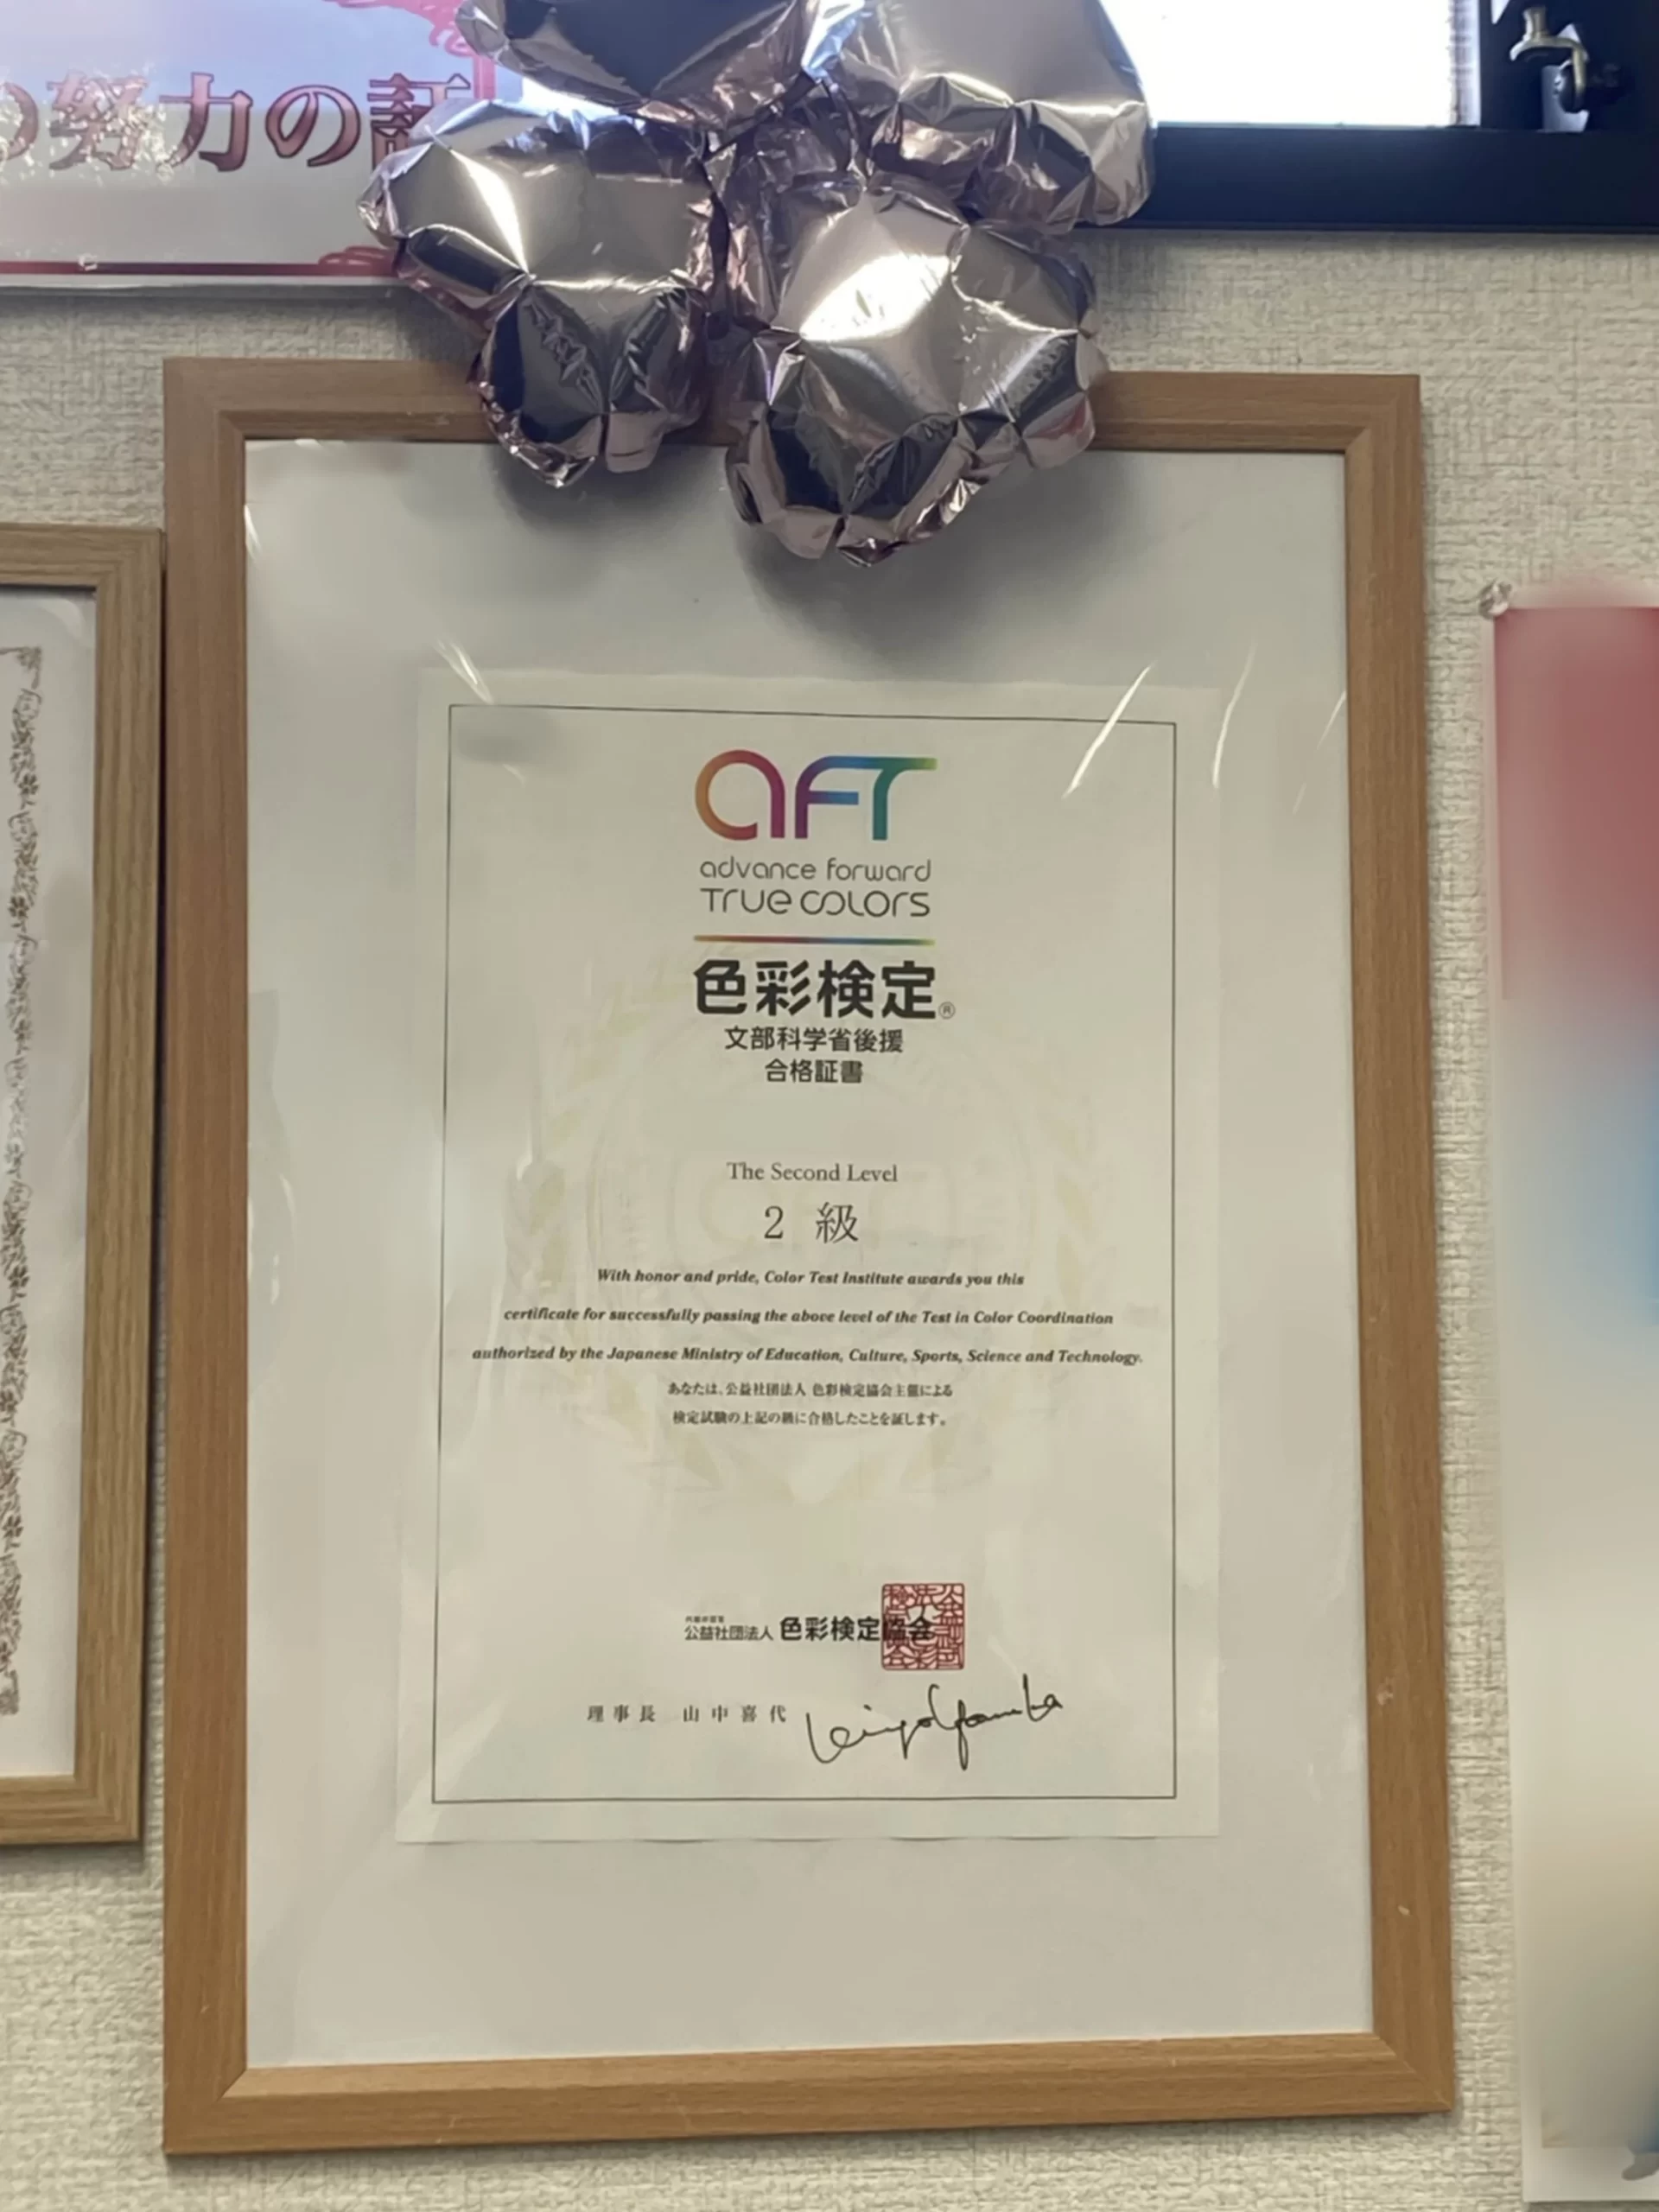 の努力の証
aFT
advance forward
True colors
色彩検定®
文部科学省後援
合格証書
The Second Level
2 級
With honor and pride, Color Test Institute awards you this
certificate for successfully passing the above level of the Test in Color Coordination
authorized by the Japanese Ministry of Education, Culture, Sports, Science and Technology.
あなたは、公益社団法人 色彩検定協会主催による
検定試験の上記の級に合格したことを証します。
公益社団法人 色彩検定協会
理事長 山中喜代